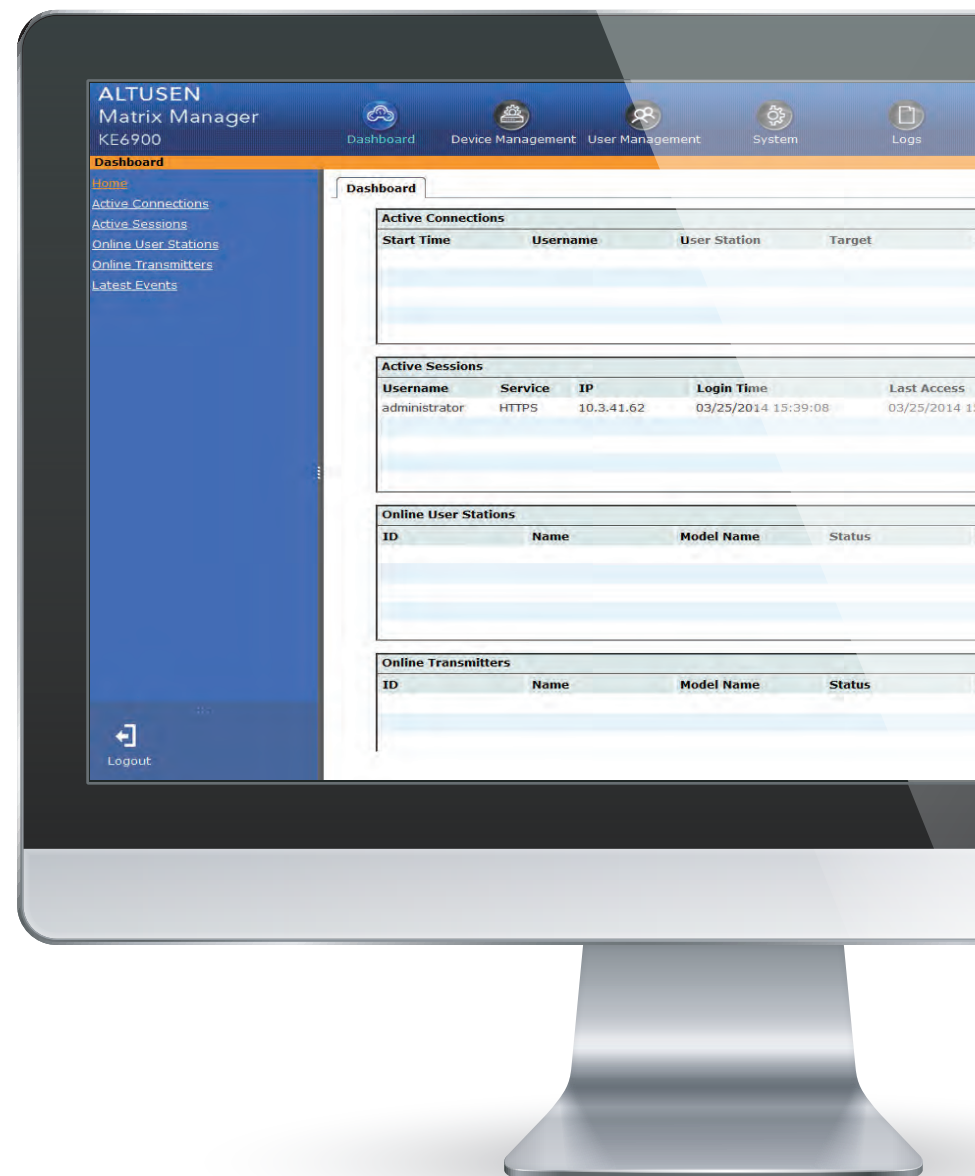 ALTUSEN
Matrix Manager
KE6900
Dashboard Device Management User Management System Logs
Dashboard
Home
Active Connections
Active Sessions
Online User Stations
Online Transmitters
Latest Events
Logout
Dashboard
Active Connections
Start Time Username User Station Target
Active Sessions
Username Service IP Login Time Last Access
administrator HTTPS 10.3.41.62 03/25/2014 15:39:08 03/25/2014
Online User Stations
ID Name Model Name Status
Online Transmitters
ID Name Model Name Status